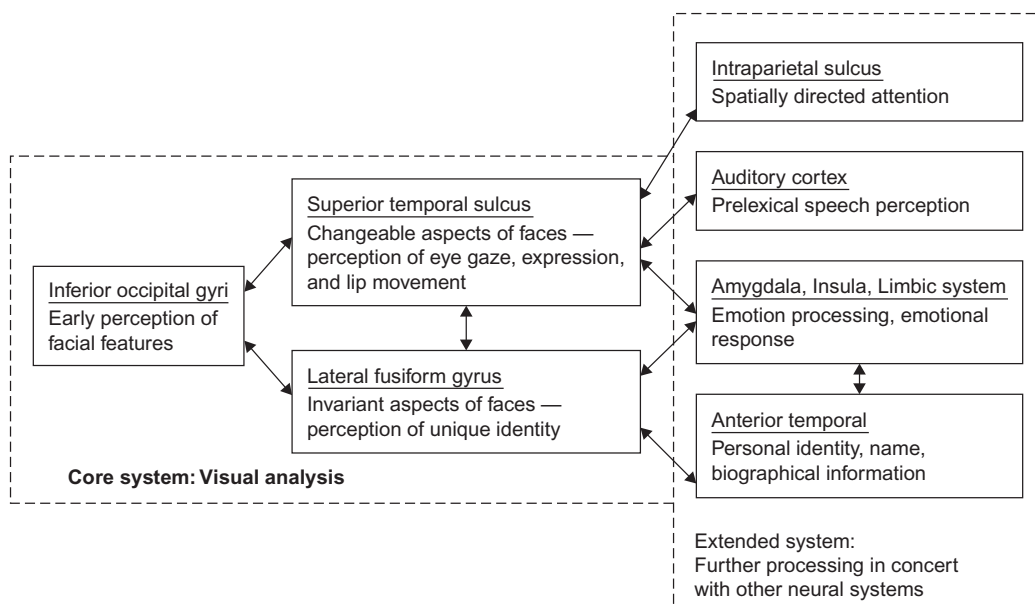 Inferior occipital gyri
Early perception of
facial features
Superior temporal sulcus
Changeable aspects of faces —
perception of eye gaze, expression,
and lip movement
Lateral fusiform gyrus
Invariant aspects of faces —
perception of unique identity
Core system: Visual analysis
Intraparietal sulcus
Spatially directed attention
Auditory cortex
Prelexical speech perception
Amygdala, Insula, Limbic system
Emotion processing, emotional
response
Anterior temporal
Personal identity, name,
biographical information
Extended system:
Further processing in concert
with other neural systems